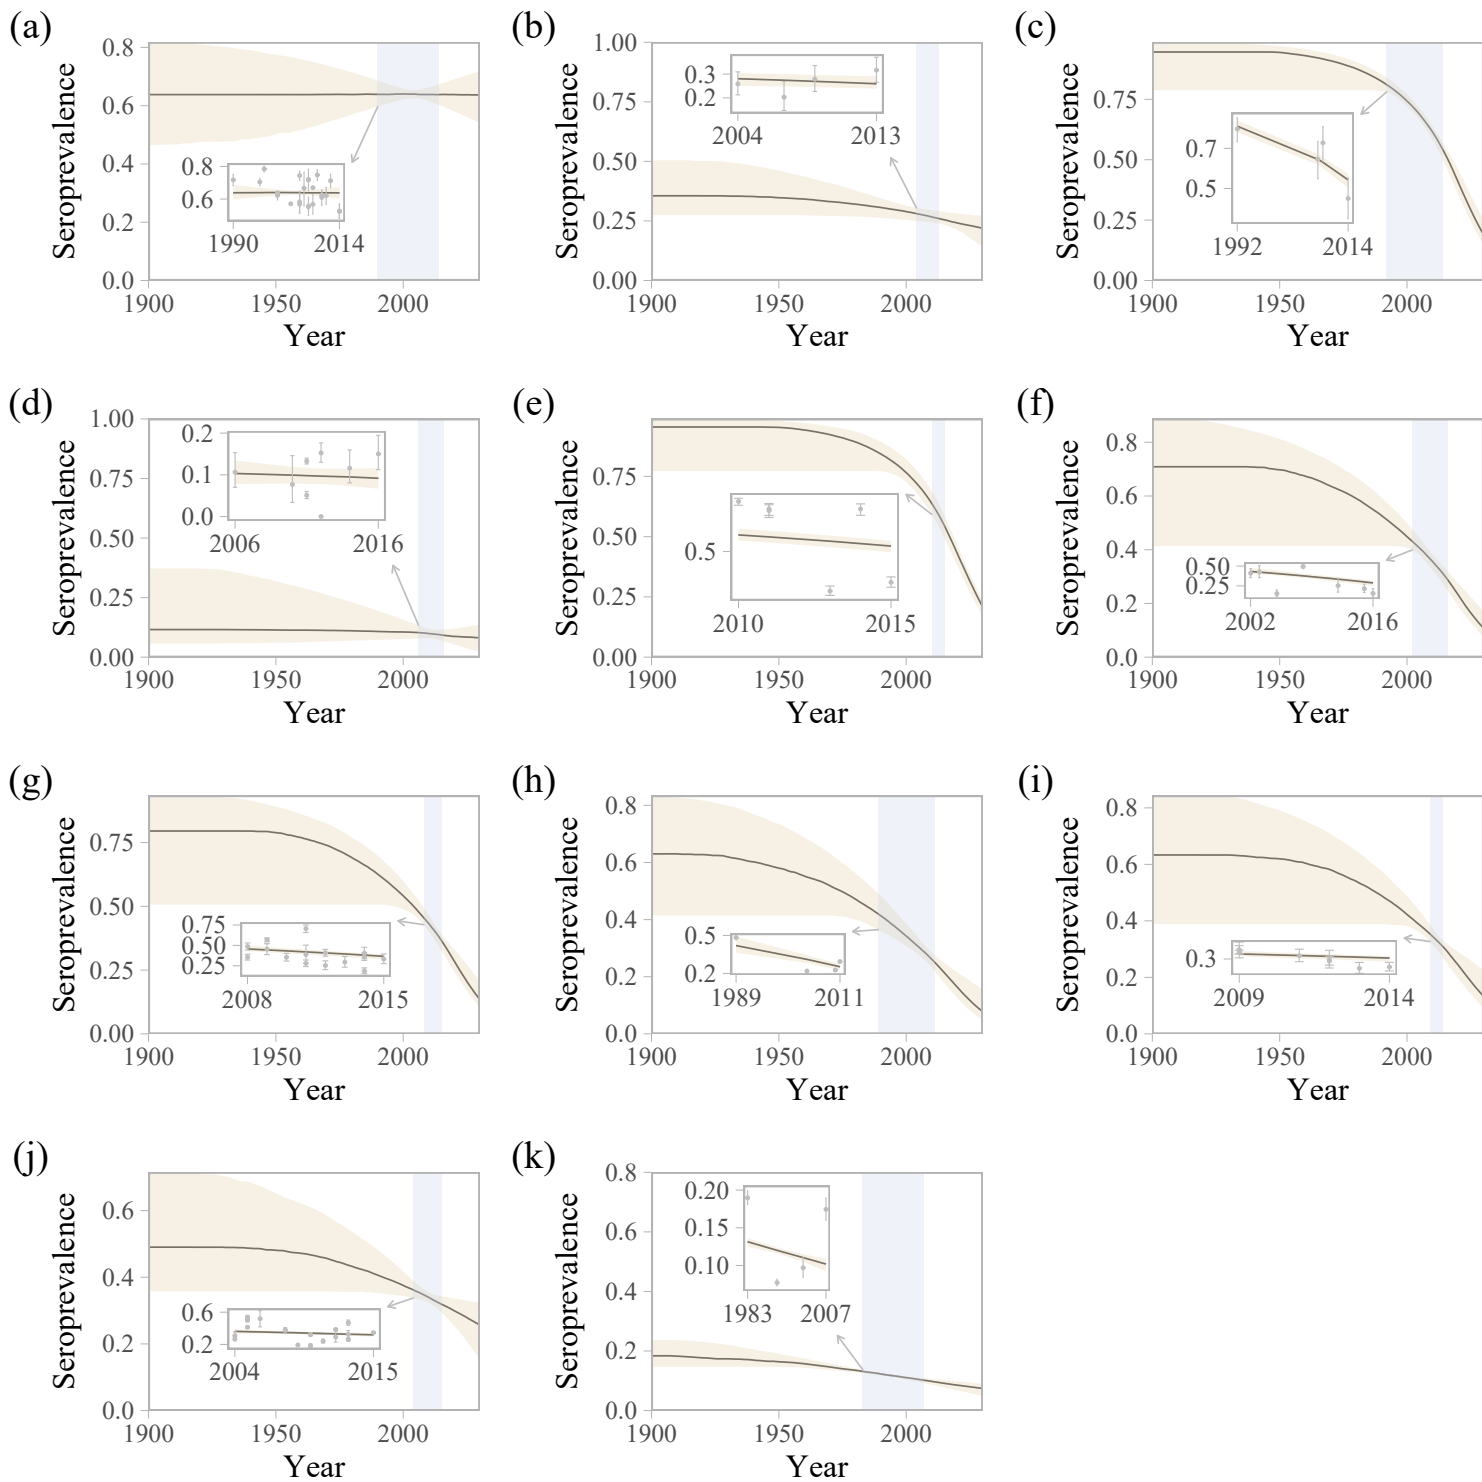 (a)
Seroprevalence
0.8
0.6
0.4
0.2
0.0
0.8
0.6
1990 2014
1900 1950 2000
Year
(b)
Seroprevalence
1.00
0.75
0.50
0.25
0.00
0.3
0.2
2004 2013
1900 1950 2000
Year
(c)
Seroprevalence
0.75
0.50
0.25
0.00
0.7
0.5
1992 2014
1900 1950 2000
Year
(d)
Seroprevalence
1.00
0.75
0.50
0.25
0.00
0.2
0.1
0.0
2006 2016
1900 1950 2000
Year
(e)
Seroprevalence
0.75
0.50
0.25
0.00
0.5
2010 2015
1900 1950 2000
Year
(f)
Seroprevalence
0.8
0.6
0.4
0.2
0.0
0.50
0.25
2002 2016
1900 1950 2000
Year
(g)
Seroprevalence
0.75
0.50
0.25
0.00
0.75
0.50
0.25
2008 2015
1900 1950 2000
Year
(h)
Seroprevalence
0.8
0.6
0.4
0.2
0.0
0.5
0.2
1989 2011
1900 1950 2000
Year
(i)
Seroprevalence
0.8
0.6
0.4
0.2
0.0
0.3
2009 2014
1900 1950 2000
Year
(j)
Seroprevalence
0.6
0.4
0.2
0.0
0.6
0.2
2004 2015
1900 1950 2000
Year
(k)
Seroprevalence
0.8
0.6
0.4
0.2
0.0
0.20
0.15
0.10
1983 2007
1900 1950 2000
Year